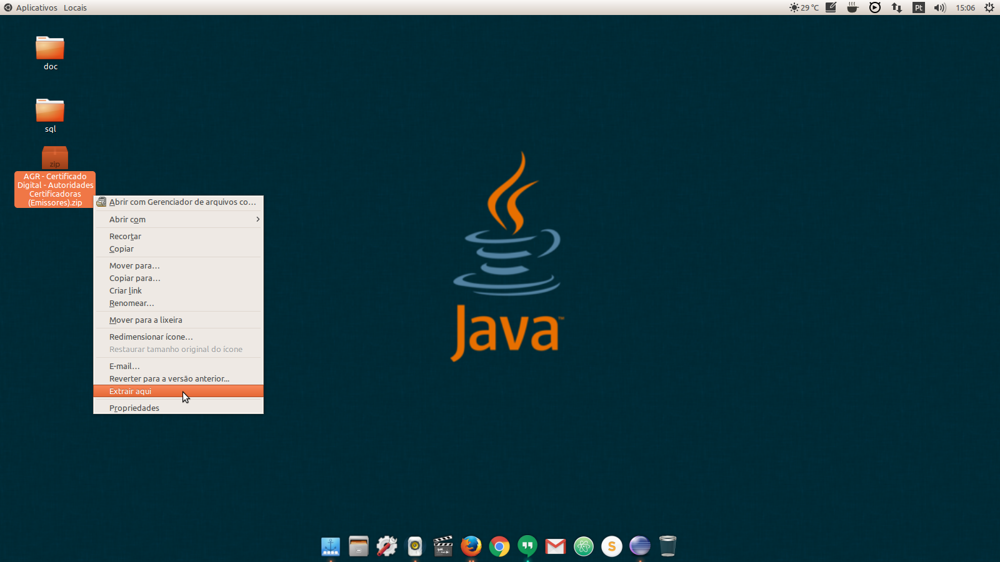 Aplicativos Locais 29 °C Pt 15:06
doc
sql
zip
AGR - Certificado
Digital - Autoridades
Certificadoras
(Emissores).zip
Abrir com Gerenciador de arquivos co...
Abrir com
Recortar
Copiar
Mover para...
Copiar para...
Criar link
Renomear...
Mover para a lixeira
Redimensionar ícone...
Restaurar tamanho original do ícone
E-mail...
Reverter para a versão anterior...
Extrair aqui
Propriedades
Java™
S